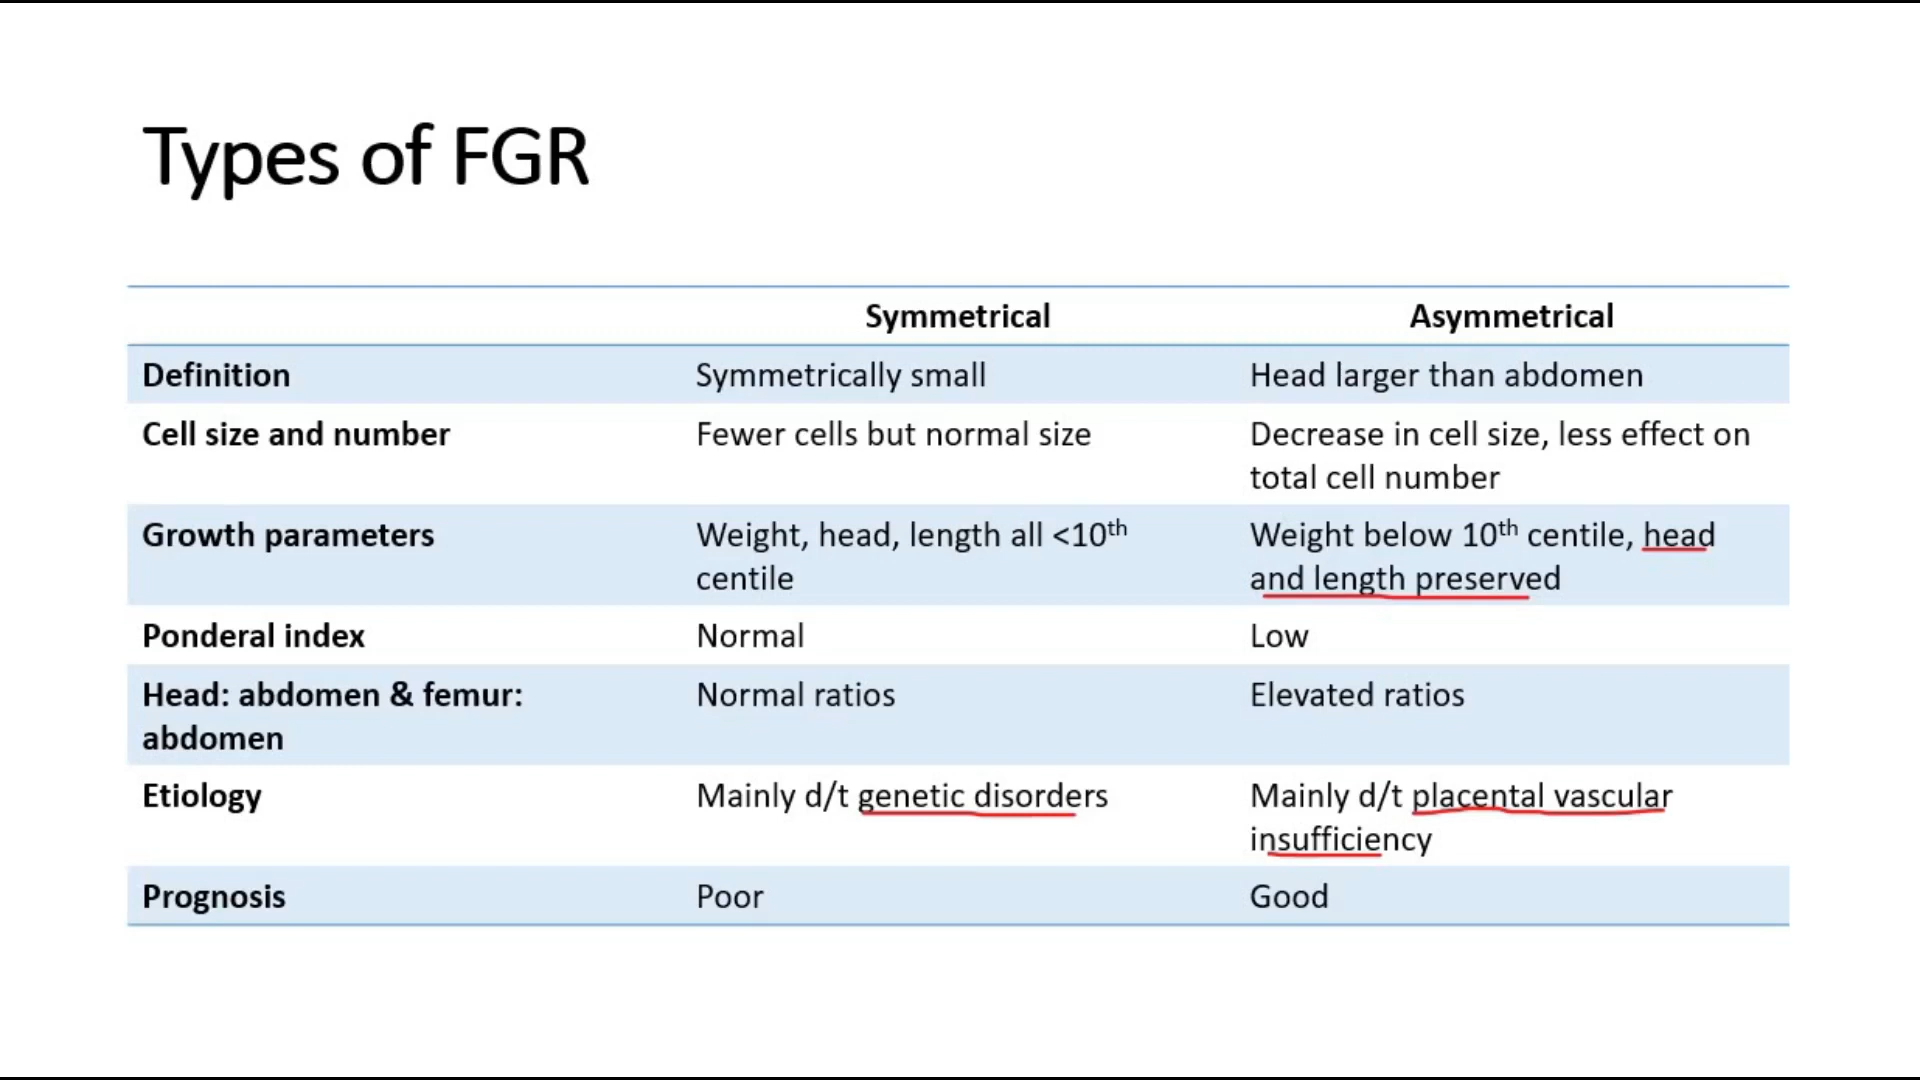 Types of FGR
Symmetrical Asymmetrical
Definition Symmetrically small Head larger than abdomen
Cell size and number Fewer cells but normal size Decrease in cell size, less effect on
total cell number
Growth parameters Weight, head, length all <10th Weight below 10th centile, head
centile and length preserved
Ponderal index Normal Low
Head: abdomen & femur: Normal ratios Elevated ratios
abdomen
Etiology Mainly d/t genetic disorders Mainly d/t placental vascular
insufficiency
Prognosis Poor Good